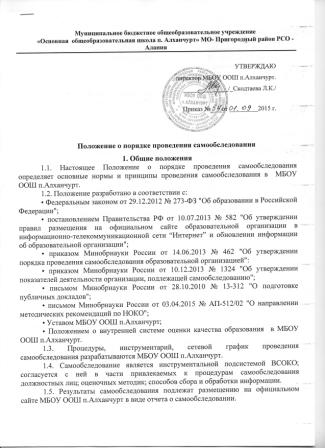 Муниципальное бюджетное общеобразовательное учреждение
«Основная общеобразовательная школа п. Алханчурт» МО- Пригородный район РСО -
Алания
УТВЕРЖДАЮ
директор МБОУ ООШ п.Алханчурт.
Приказ № от 01. 09 2015 г.
Положение о порядке проведения самообследования
1. Общие положения
1.1. Настоящее Положение о порядке проведения самообследования
определяет основные нормы и принципы проведения самообследования в МБОУ
ООШ п.Алханчурт.
1.2. Положение разработано в соответствии с:
• Федеральным законом от 29.12.2012 № 273-ФЗ "Об образовании в Российской
Федерации";
• постановлением Правительства РФ от 10.07.2013 № 582 "Об утверждении
правил размещения на официальном сайте образовательной организации в
информационно-телекоммуникационной сети “Интернет” и обновления информации
об образовательной организации";
• приказом Минобрнауки России от 14.06.2013 № 462 "Об утверждении
порядка проведения самообследования образовательной организацией":
• приказом Минобрнауки России от 10.12.2013 № 1324 "Об утверждении
показателей деятельности организации, подлежащей самообследованию";
• письмом Минобрнауки России от 28.10.2010 № 13-312 "О подготовке
публичных докладов";
• письмом Минобрнауки России от 03.04.2015 № АП-512/02 "О направлении
методических рекомендаций по НОКО";
• Уставом МБОУ ООШ п.Алханчурт;
• Положением о внутренней системе оценки качества образования в МБОУ
ООШ п.Алханчурт.
1.3. Процедуры, инструментарий, сетевой график проведения
самообследования разрабатываются МБОУ ООШ п.Алханчурт.
1.4. Самообследование является инструментальной подсистемой ВСОКО;
согласуется с ней в части привлекаемых к процедурам самообследования
должностных лиц; оценочных методик; способов сбора и обработки информации.
1.5. Результаты самообследования подлежат размещению на официальном
сайте МБОУ ООШ п.Алханчурт в виде отчета о самообследовании.